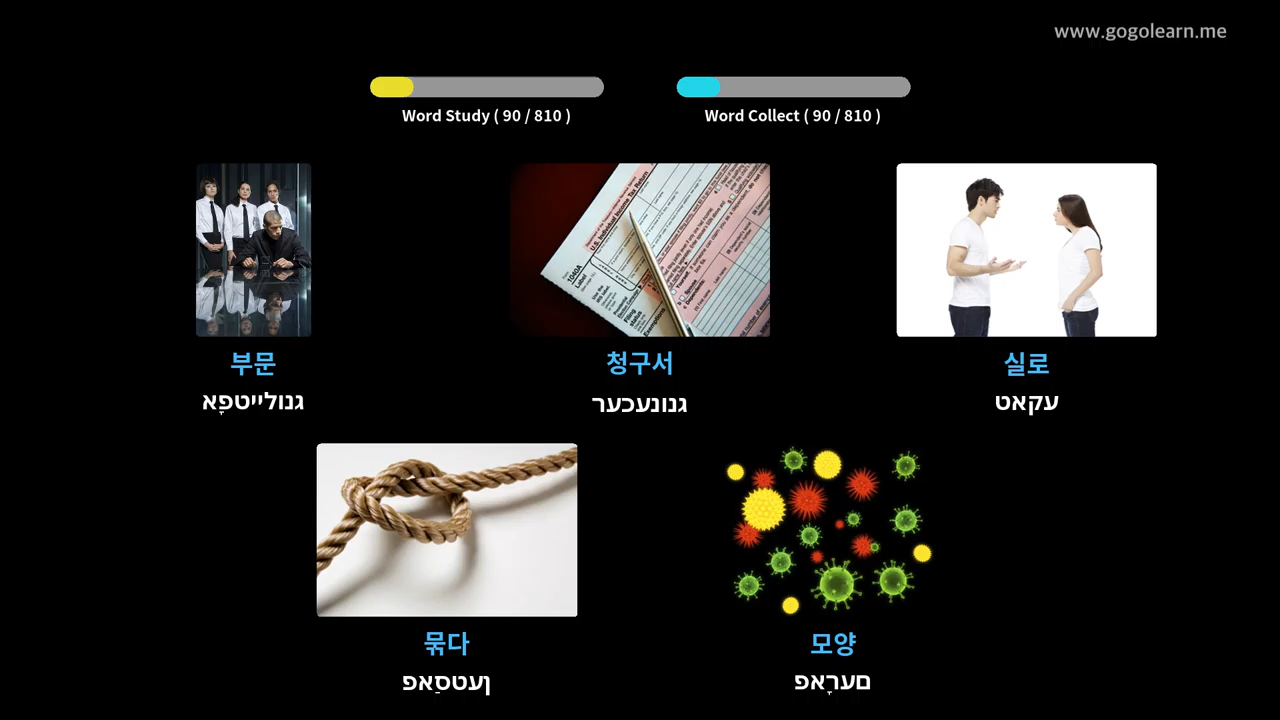 www.gogolearn.me
Word Study ( 90 / 810 )
Word Collect ( 90 / 810 )
부문
גנולייטפָא
청구서
גנונעכער
실로
עקאט
묶다
ןעטסַאפ
모양
םערָאפ